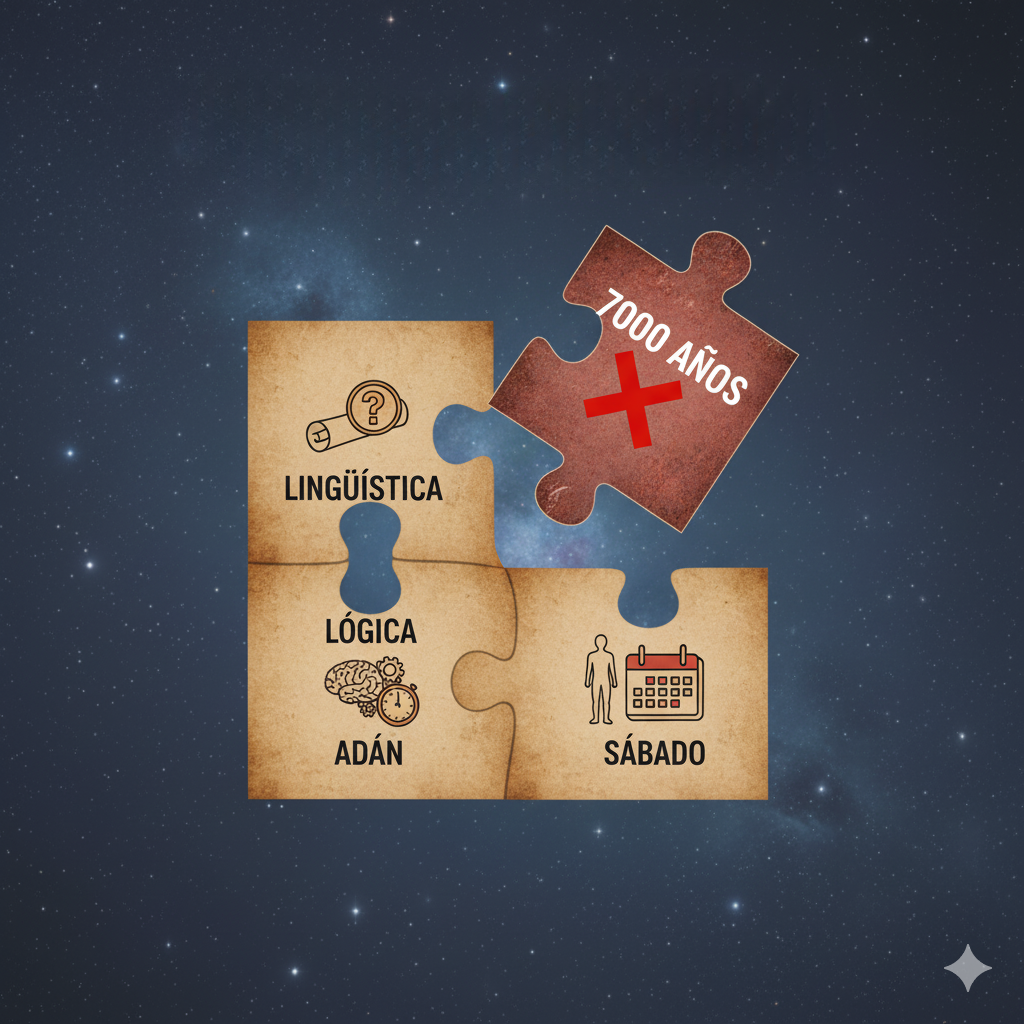 7000 AÑOS
?
LINGÜÍSTICA
LÓGICA
ADÁN
SÁBADO